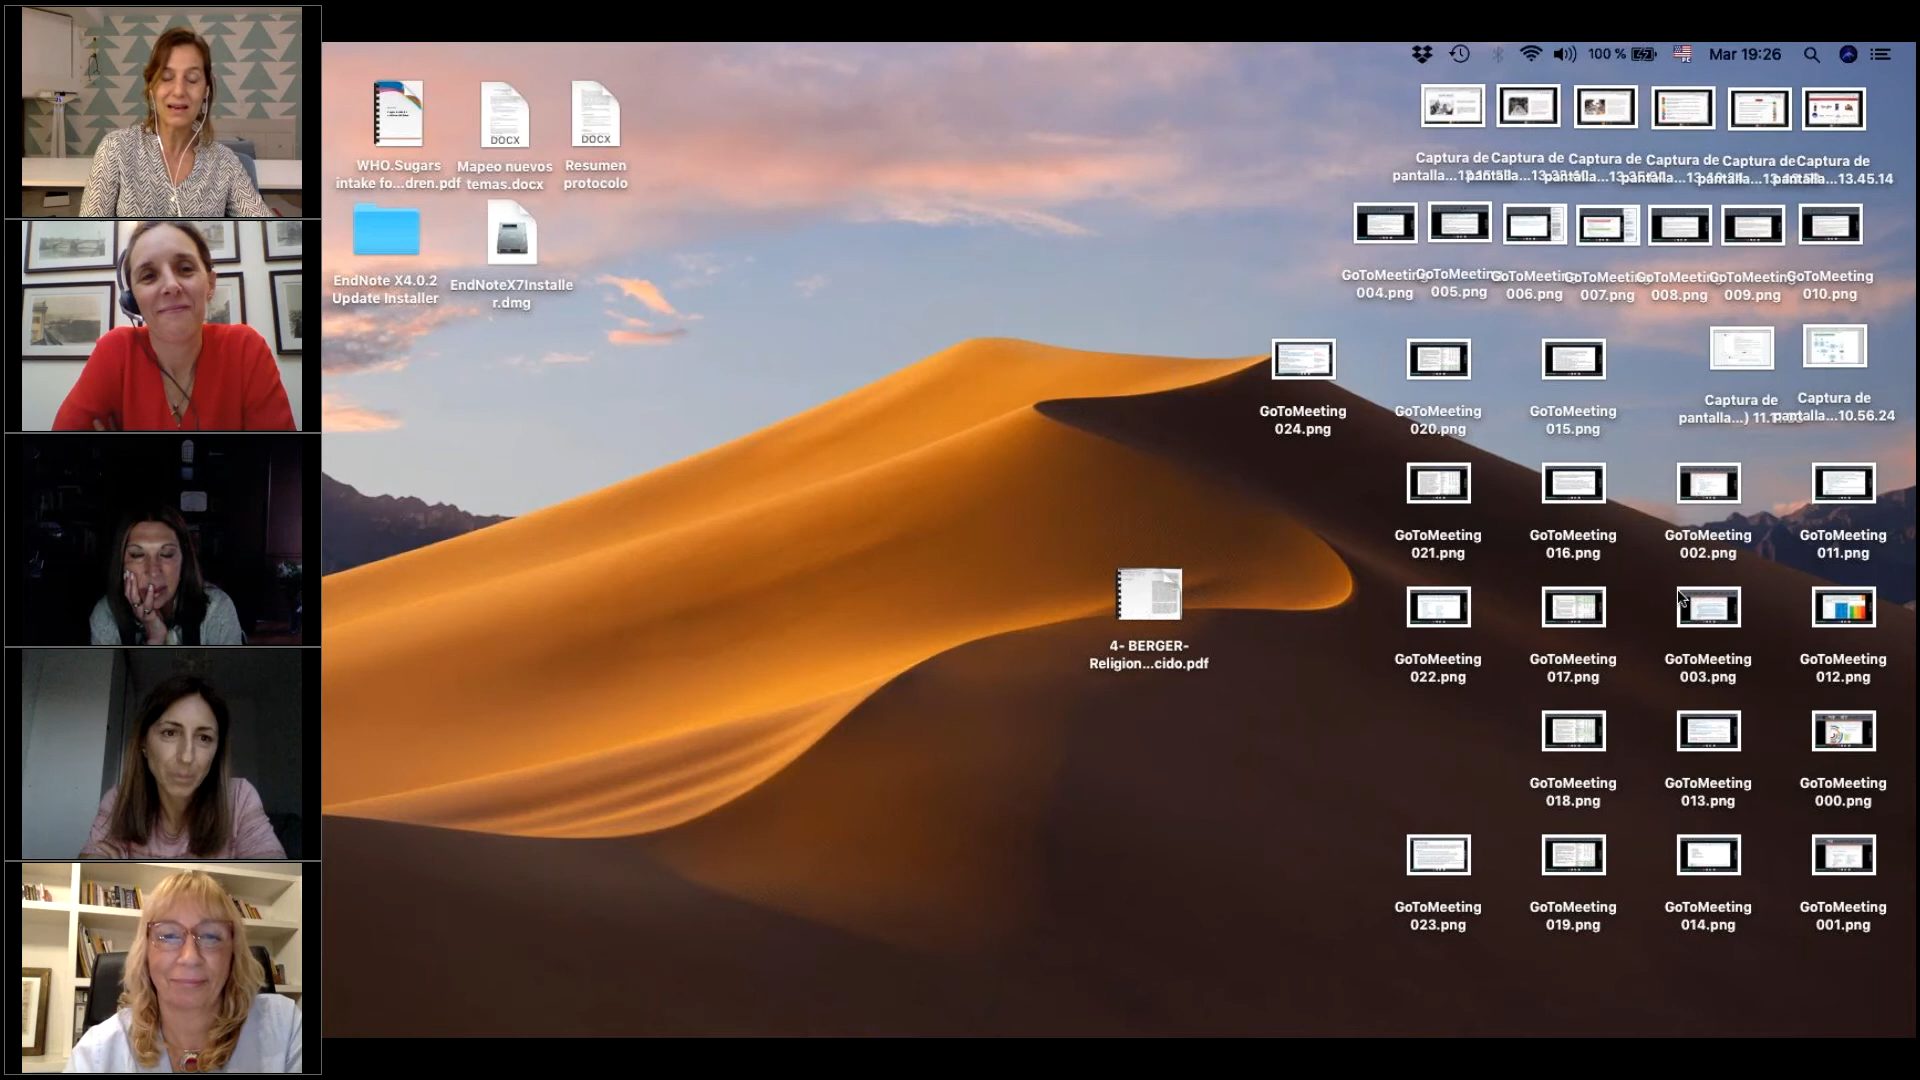 100 %
Mar 19:26
WHO.Sugars
intake fo...dren.pdf
DOCX
Mapeo nuevos
temas.docx
DOCX
Resumen
protocolo
EndNote X4.0.2
Update Installer
EndNoteX7Installe
r.dmg
Captura de
pantalla...
Captura de
Captura de
Captura de
Captura de
Captura de
pantalla...13.45.14
GoToMeeting
004.png
GoToMeeting
005.png
GoToMeeting
006.png
GoToMeeting
007.png
GoToMeeting
008.png
GoToMeeting
009.png
GoToMeeting
010.png
GoToMeeting
024.png
GoToMeeting
020.png
GoToMeeting
015.png
Captura de
pantalla...)
Captura de
pantalla...10.56.24
GoToMeeting
021.png
GoToMeeting
016.png
GoToMeeting
002.png
GoToMeeting
011.png
4- BERGER-
Religion...cido.pdf
GoToMeeting
022.png
GoToMeeting
017.png
GoToMeeting
003.png
GoToMeeting
012.png
GoToMeeting
018.png
GoToMeeting
013.png
GoToMeeting
000.png
GoToMeeting
023.png
GoToMeeting
019.png
GoToMeeting
014.png
GoToMeeting
001.png